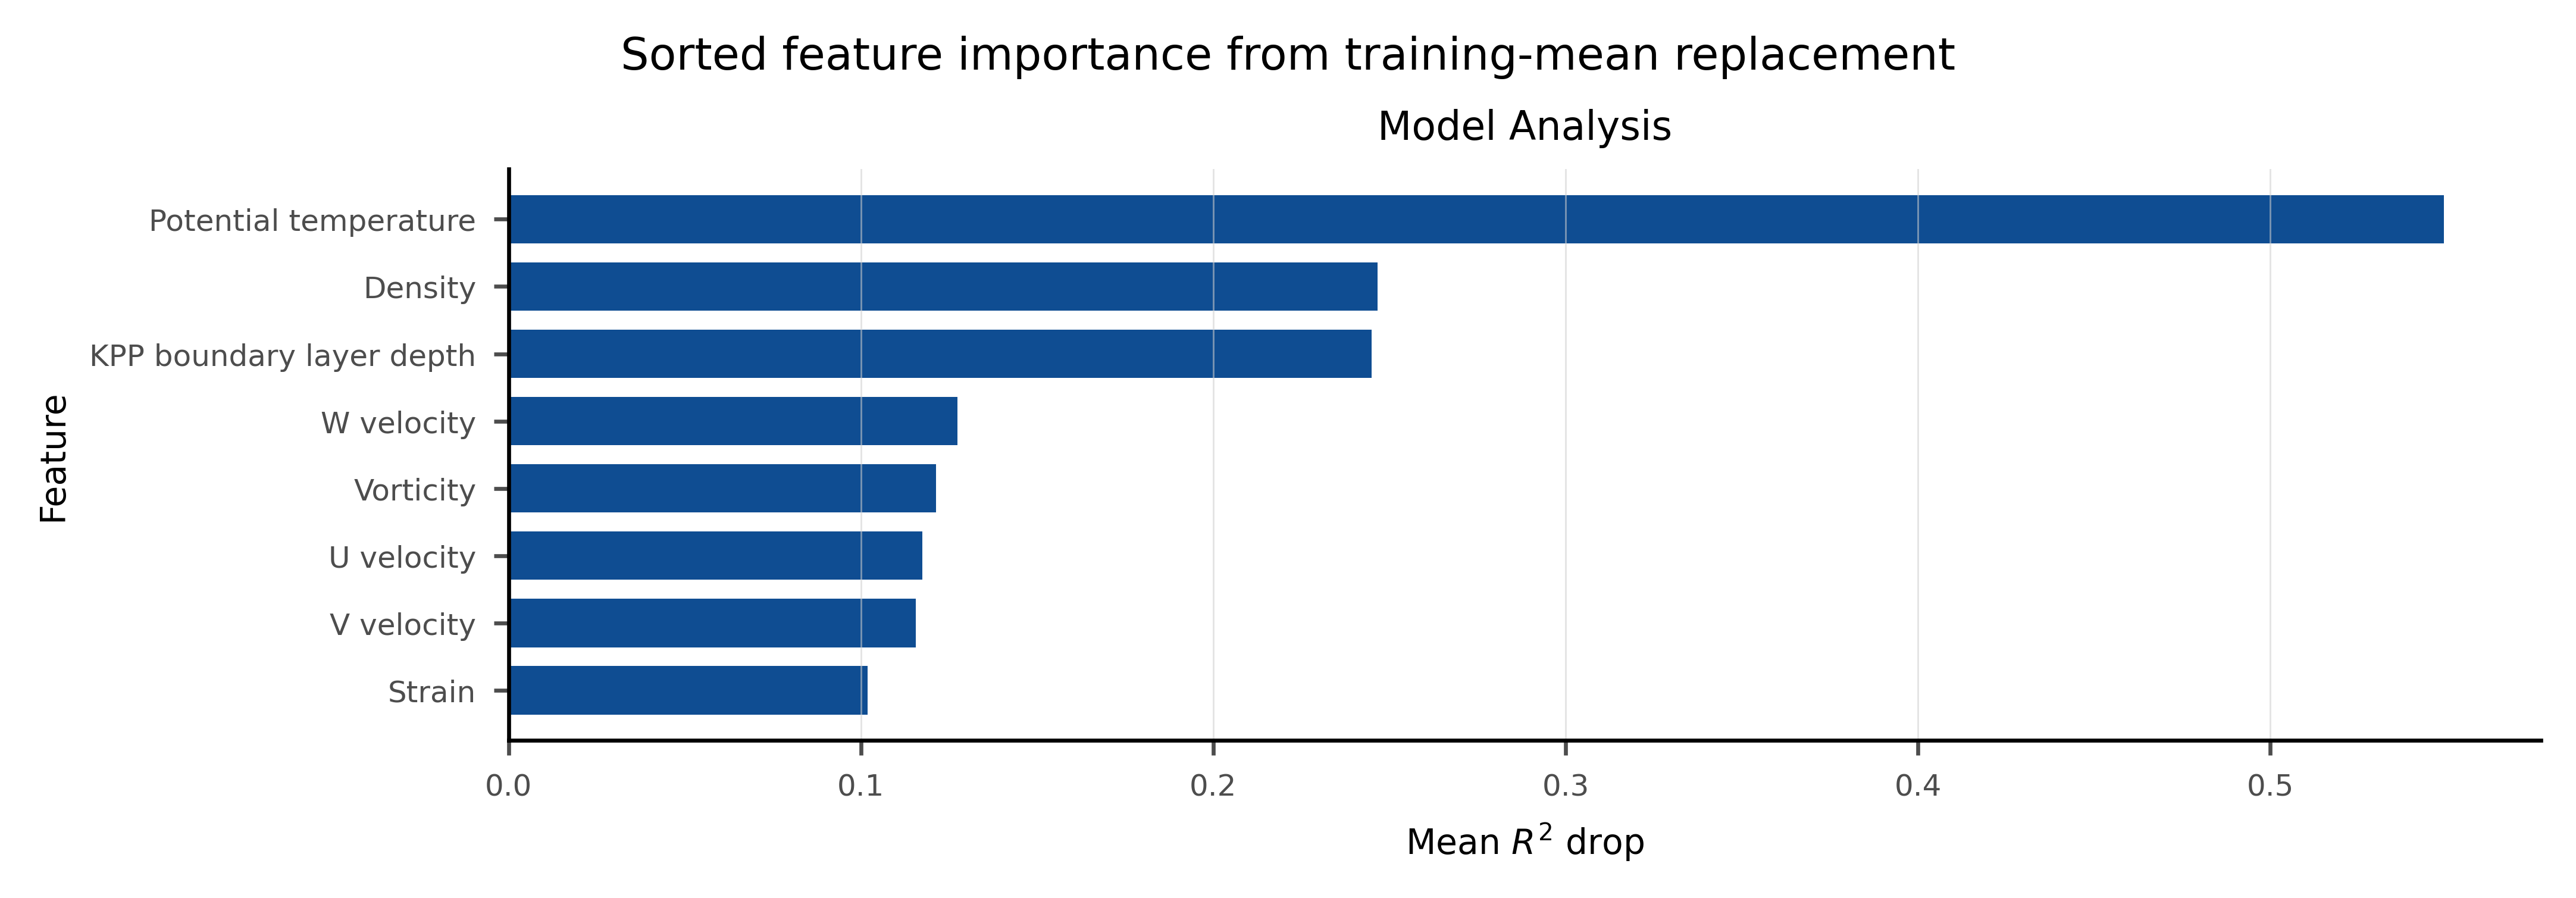 Sorted feature importance from training-mean replacement
Model Analysis
Feature
Potential temperature
Density
KPP boundary layer depth
W velocity
Vorticity
U velocity
V velocity
Strain
0.0 0.1 0.2 0.3 0.4 0.5
Mean R² drop